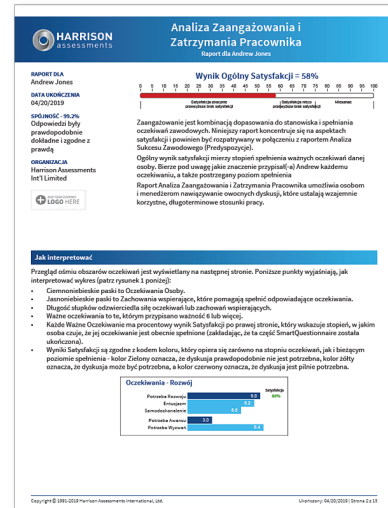 HARRISON
assessments
Analiza Zaangażowania i
Zatrzymania Pracownika
Raport dla Andrew Jones
RAPORT DLA
Andrew Jones
DATA UKOŃCZENIA
04/20/2019
SPÓJNOŚĆ - 99.2%
Odpowiedzi były
prawdopodobnie
dokładne i zgodne z
prawdą
ORGANIZACJA
Harrison Assessments
Int'l Limited
LOGO HERE
Wynik Ogólny Satysfakcji = 58%
0 5 10 15 20 25 30 35 40 45 50 55 60 65 70 75 80 85 90 95 100
Zaangażowanie jest kombinacją dopasowania do stanowiska i spełniania
oczekiwań zawodowych. Niniejszy raport koncentruje się na aspektach
satysfakcji i powinien być rozpatrywany w połączeniu z raportem Analiza
Sukcesu Zawodowego (Predyspozycje).
Ogólny wynik satysfakcji mierzy stopień spełnienia ważnych oczekiwań danej
osoby. Bierze pod uwagę jakie znaczenie przypisał(-a) Andrew każdemu
oczekiwaniu, a także postrzegany poziom spełnienia
Raport Analiza Zaangażowania i Zatrzymania Pracownika umożliwia osobom
i menedżerom nawiązywanie owocnych dyskusji, które ustalają wzajemnie
korzystne, długoterminowe stosunki pracy.
Jak interpretować
Przegląd ośmiu obszarów oczekiwań jest wyświetlany na następnej stronie. Poniższe punkty wyjaśniają, jak
interpretować wykres (patrz rysunek 1 poniżej):
• Ciemnoniebieskie paski to Oczekiwania Osoby.
• Jasnoniebieskie paski to Zachowania wspierające, które pomagają spełnić odpowiadające oczekiwania.
• Długość słupków odzwierciedla siłę oczekiwań lub zachowań wspierających.
• Ważne oczekiwania to te, którym przypisano ważność 6 lub więcej.
• Każde Ważne Oczekiwanie ma procentowy wynik Satysfakcji po prawej stronie, który wskazuje stopień, w jakim
osoba czuje, że jej oczekiwanie jest obecnie spełnione (zakładając, że ta część SmartQuestionnaire została
ukończona).
• Wyniki Satysfakcji są zgodne z kodem koloru, który opiera się zarówno na stopniu oczekiwań, jak i bieżącym
poziomie spełnienia - kolor Zielony oznacza, że dyskusja prawdopodobnie nie jest potrzebna, kolor żółty
oznacza, że dyskusja może być potrzebna, a kolor czerwony oznacza, że dyskusja jest pilnie potrzebna.
Oczekiwania - Rozwój
Satysfakcja
Potrzeba Rozwoju 9.0 60%
Entuzjazm
Samodoskonalenie
Potrzeba Awansu
Potrzeba Wyzwań
Copyright © 1991-2019 Harrison Assessments International, Ltd.
Ukończony: 04/20/2019 | Strona 2 z 15